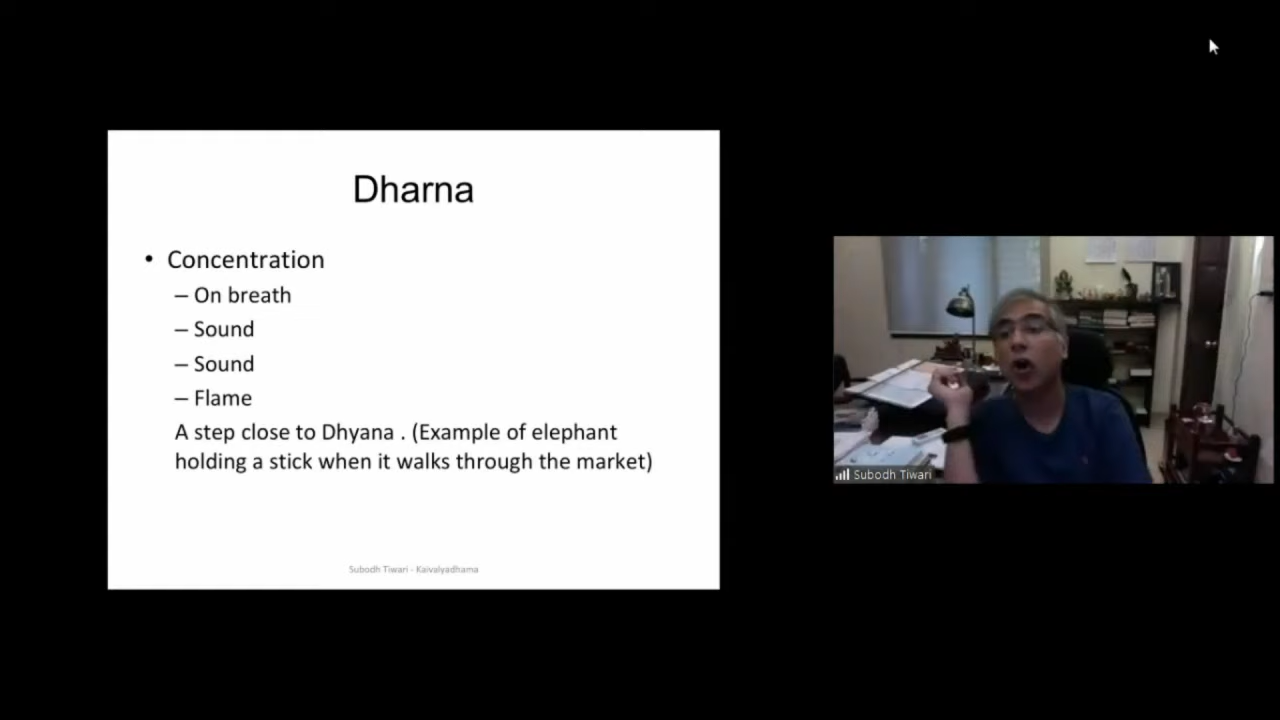 Dharna
• Concentration
– On breath
– Sound
– Sound
– Flame
A step close to Dhyana . (Example of elephant
holding a stick when it walks through the market)
Subodh Tiwari - Kaivalyadhama
Subodh Tiwari